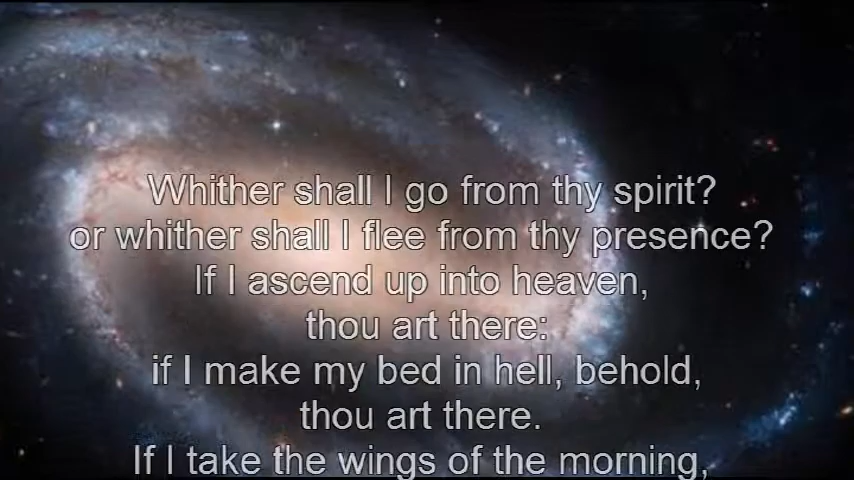 Whither shall I go from thy spirit?
or whither shall I flee from thy presence?
If I ascend up into heaven,
thou art there:
if I make my bed in hell, behold,
thou art there.
If I take the wings of the morning,